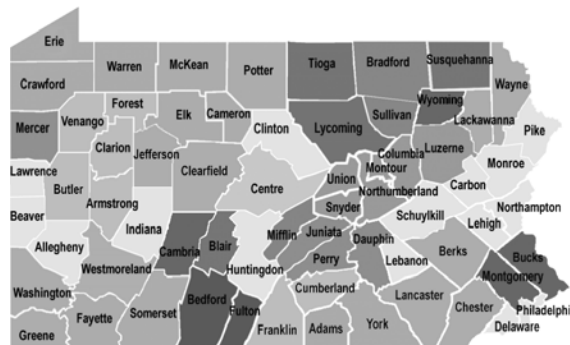 Erie
Crawford
Warren
McKean
Potter
Tioga
Bradford
Susquehanna
Wayne
Wyoming
Forest
Elk
Cameron
Sullivan
Lackawanna
Mercer
Venango
Clinton
Lycoming
Pike
Clarion
Jefferson
Columbia
Luzerne
Lawrence
Clearfield
Montour
Monroe
Butler
Centre
Union
Northumberland
Carbon
Armstrong
Snyder
Northampton
Beaver
Indiana
Schuylkill
Lehigh
Allegheny
Cambria
Blair
Mifflin
Juniata
Dauphin
Perry
Lebanon
Berks
Bucks
Westmoreland
Huntingdon
Montgomery
Washington
Cumberland
Lancaster
Bedford
Fulton
Philadelphi
Somerset
Chester
Fayette
Franklin
Adams
York
Delaware
Greene